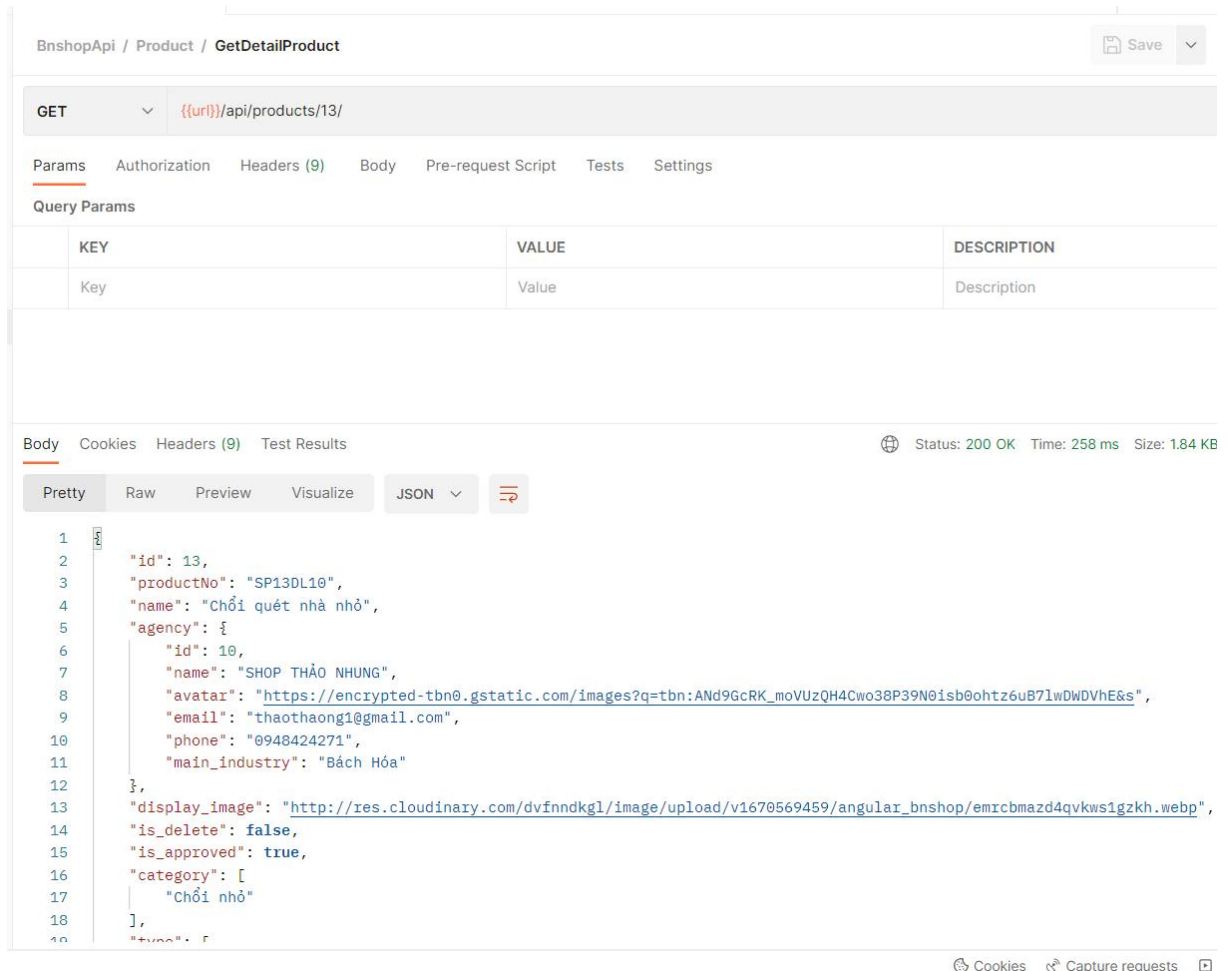 BnshopApi / Product / GetDetailProduct
Save
GET {{url}}/api/products/13/
Params Authorization Headers (9) Body Pre-request Script Tests Settings
Query Params
KEY VALUE DESCRIPTION
Key Value Description
Body Cookies Headers (9) Test Results Status: 200 OK Time: 258 ms Size: 1.84 KB
Pretty Raw Preview Visualize JSON
1 {
2 "id": 13,
3 "productNo": "SP13DL10",
4 "name": "Chổi quét nhà nhỏ",
5 "agency": {
6 "id": 10,
7 "name": "SHOP THẢO NHUNG",
8 "avatar": "https://encrypted-tbn0.gstatic.com/images?q=tbn:ANd9GcRK_moVUzQH4Cwo38P39N0isb0ohtz6uB7lwDWDVhE&s",
9 "email": "thaothaong1@gmail.com",
10 "phone": "0948424271",
11 "main_industry": "Bách Hóa"
12 },
13 "display_image": "http://res.cloudinary.com/dvfnndkgl/image/upload/v1670569459/angular_bnshop/emrcbmazd4qvkws1gzkh.webp",
14 "is_delete": false,
15 "is_approved": true,
16 "category": [
17 "Chổi nhỏ"
18 ],
19 "type": [
Cookies Capture requests